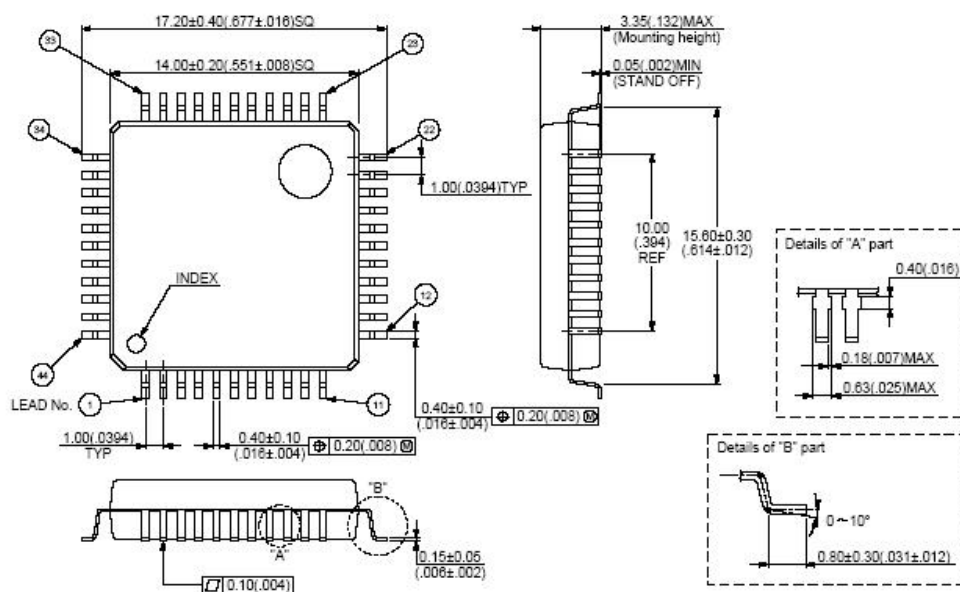 17.20±0.40(.677±.016)SQ
14.00±0.20(.551±.008)SQ
33
23
34
22
1.00(.0394)TYP
INDEX
12
44
LEAD No.
1
11
1.00(.0394)
TYP
0.40±0.10
(.016±.004)
0.20(.008) Ⓜ
0.40±0.10
(.016±.004)
0.20(.008) Ⓜ
3.35(.132)MAX
(Mounting height)
0.05(.002)MIN
(STAND OFF)
10.00
(.394)
REF
15.60±0.30
(.614±.012)
Details of "A" part
0.40(.016)
0.18(.007)MAX
0.63(.025)MAX
Details of "B" part
0~10°
0.80±0.30(.031±.012)
"B"
"A"
0.15±0.05
(.006±.002)
0.10(.004)